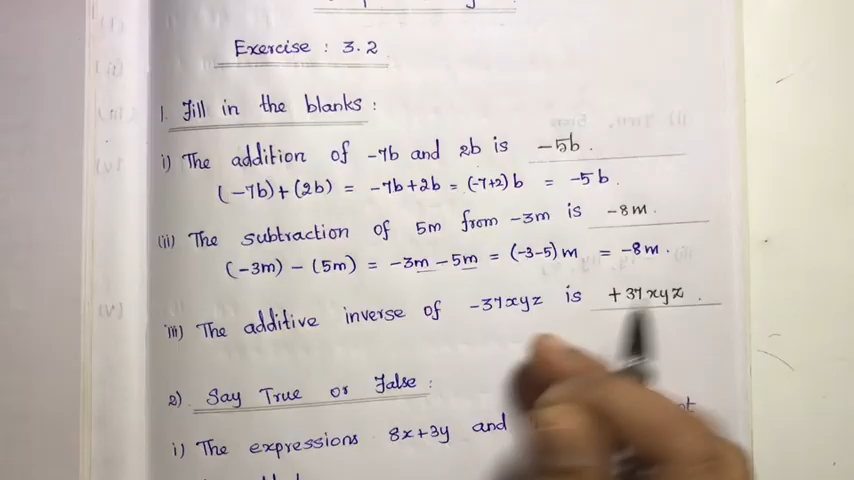 Exercise : 3.2
1. Fill in the blanks :
i) The addition of -7b and 2b is -5b.
(-7b)+(2b) = -7b+2b = (-7+2)b = -5b.
(ii) The subtraction of 5m from -3m is -8m.
(-3m) - (5m) = -3m - 5m = (-3-5)m = -8m.
iii) The additive inverse of -37xyz is +37xyz.
2) Say True or False :
i) The expressions 8x+3y and